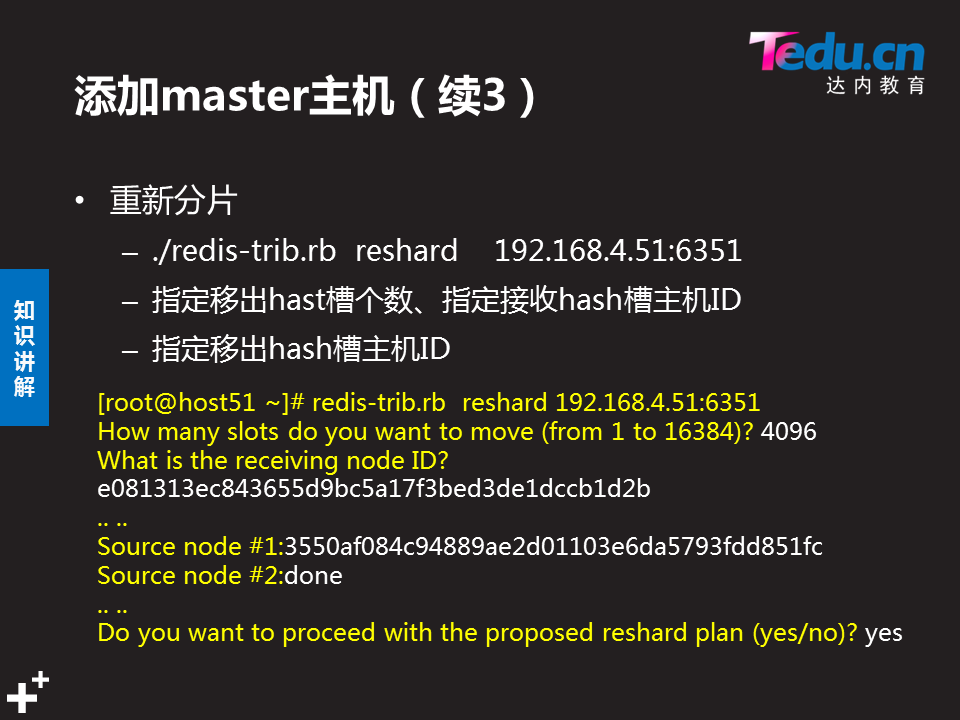 Tedu.cn
达内教育
添加master主机（续3）
• 重新分片
– ./redis-trib.rb reshard 192.168.4.51:6351
– 指定移出hast槽个数、指定接收hash槽主机ID
– 指定移出hash槽主机ID
知识讲解
[root@host51 ~]# redis-trib.rb reshard 192.168.4.51:6351
How many slots do you want to move (from 1 to 16384)? 4096
What is the receiving node ID?
e081313ec843655d9bc5a17f3bed3de1dccb1d2b
.. ..
Source node #1:3550af084c94889ae2d01103e6da5793fdd851fc
Source node #2:done
.. ..
Do you want to proceed with the proposed reshard plan (yes/no)? yes